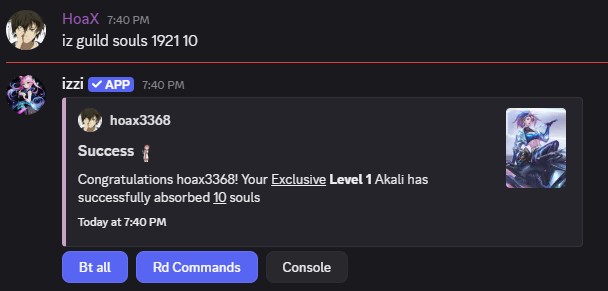 HoaX 7:40 PM
iz guild souls 1921 10
izzi ✓ APP 7:40 PM
hoax3368
Success
Congratulations hoax3368! Your Exclusive Level 1 Akali has
successfully absorbed 10 souls
Today at 7:40 PM
Bt all Rd Commands Console